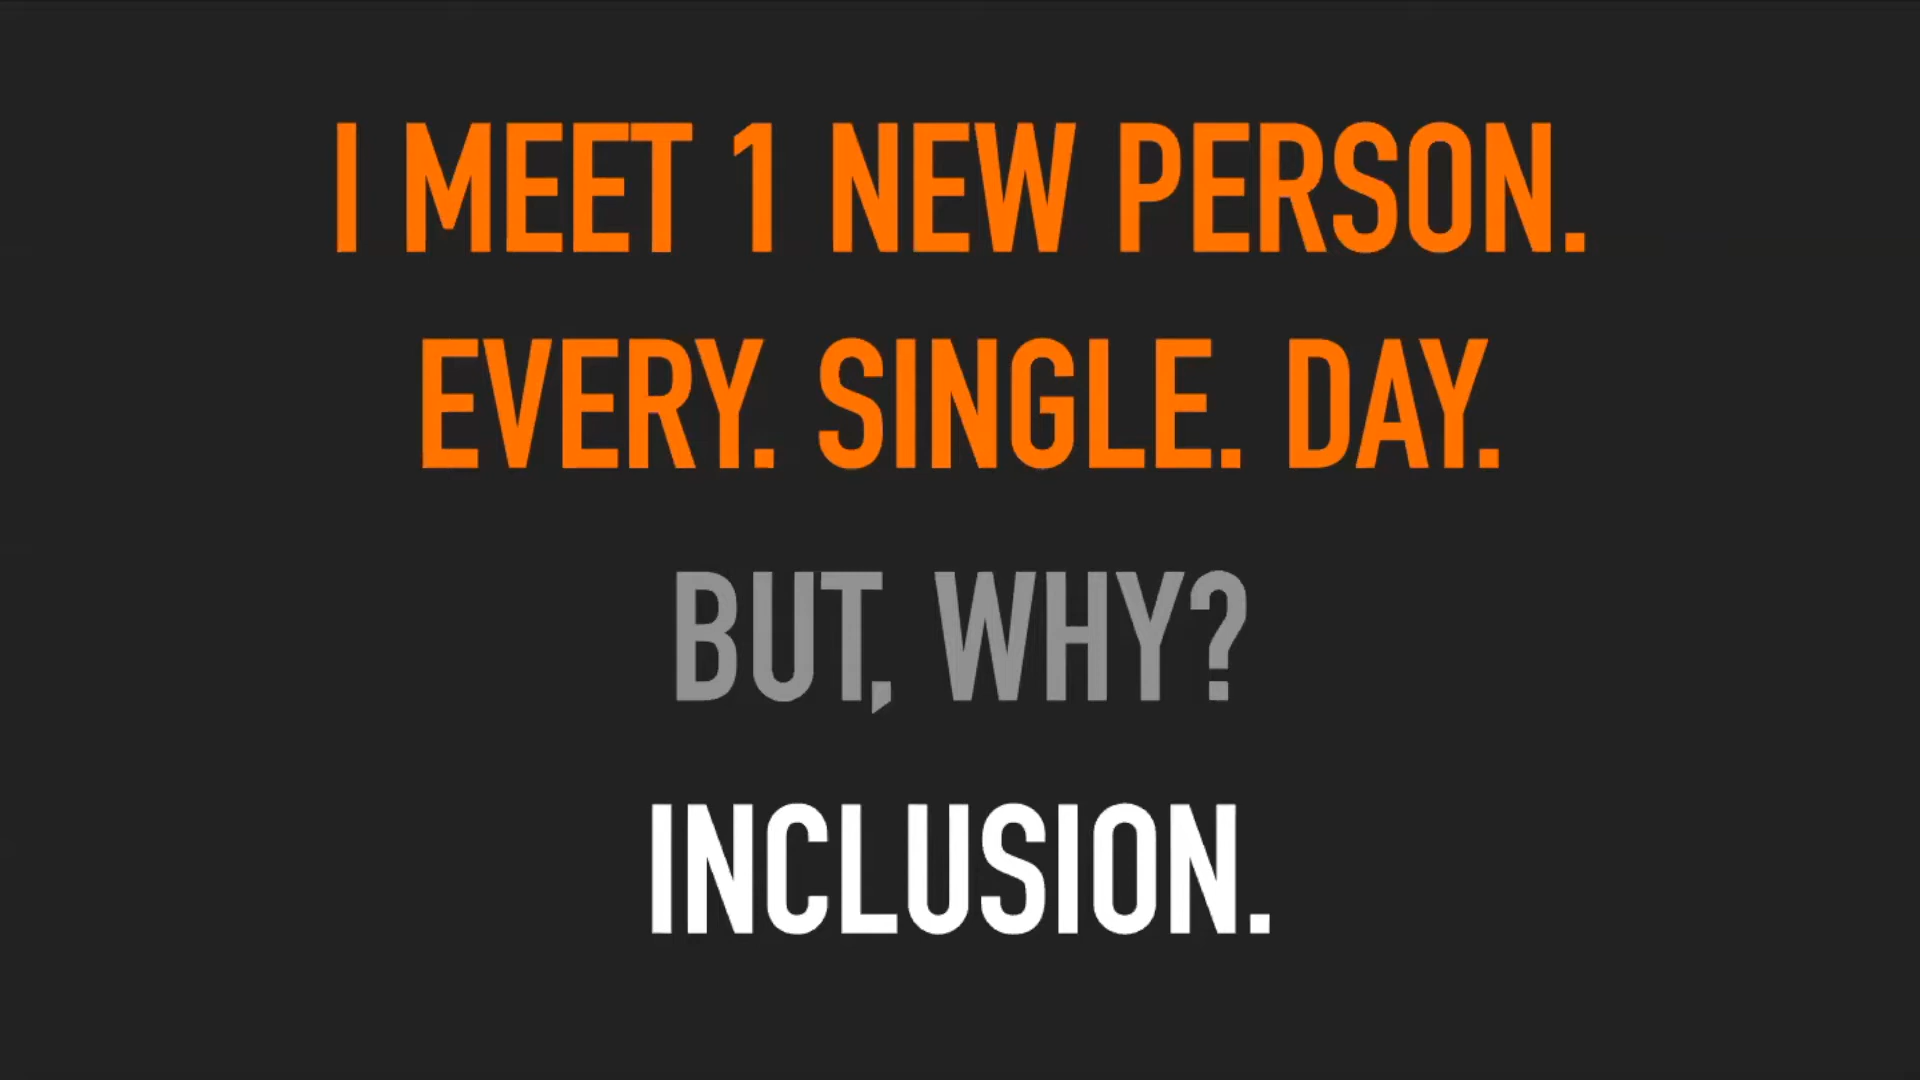 I MEET 1 NEW PERSON.
EVERY. SINGLE. DAY.
BUT, WHY?
INCLUSION.